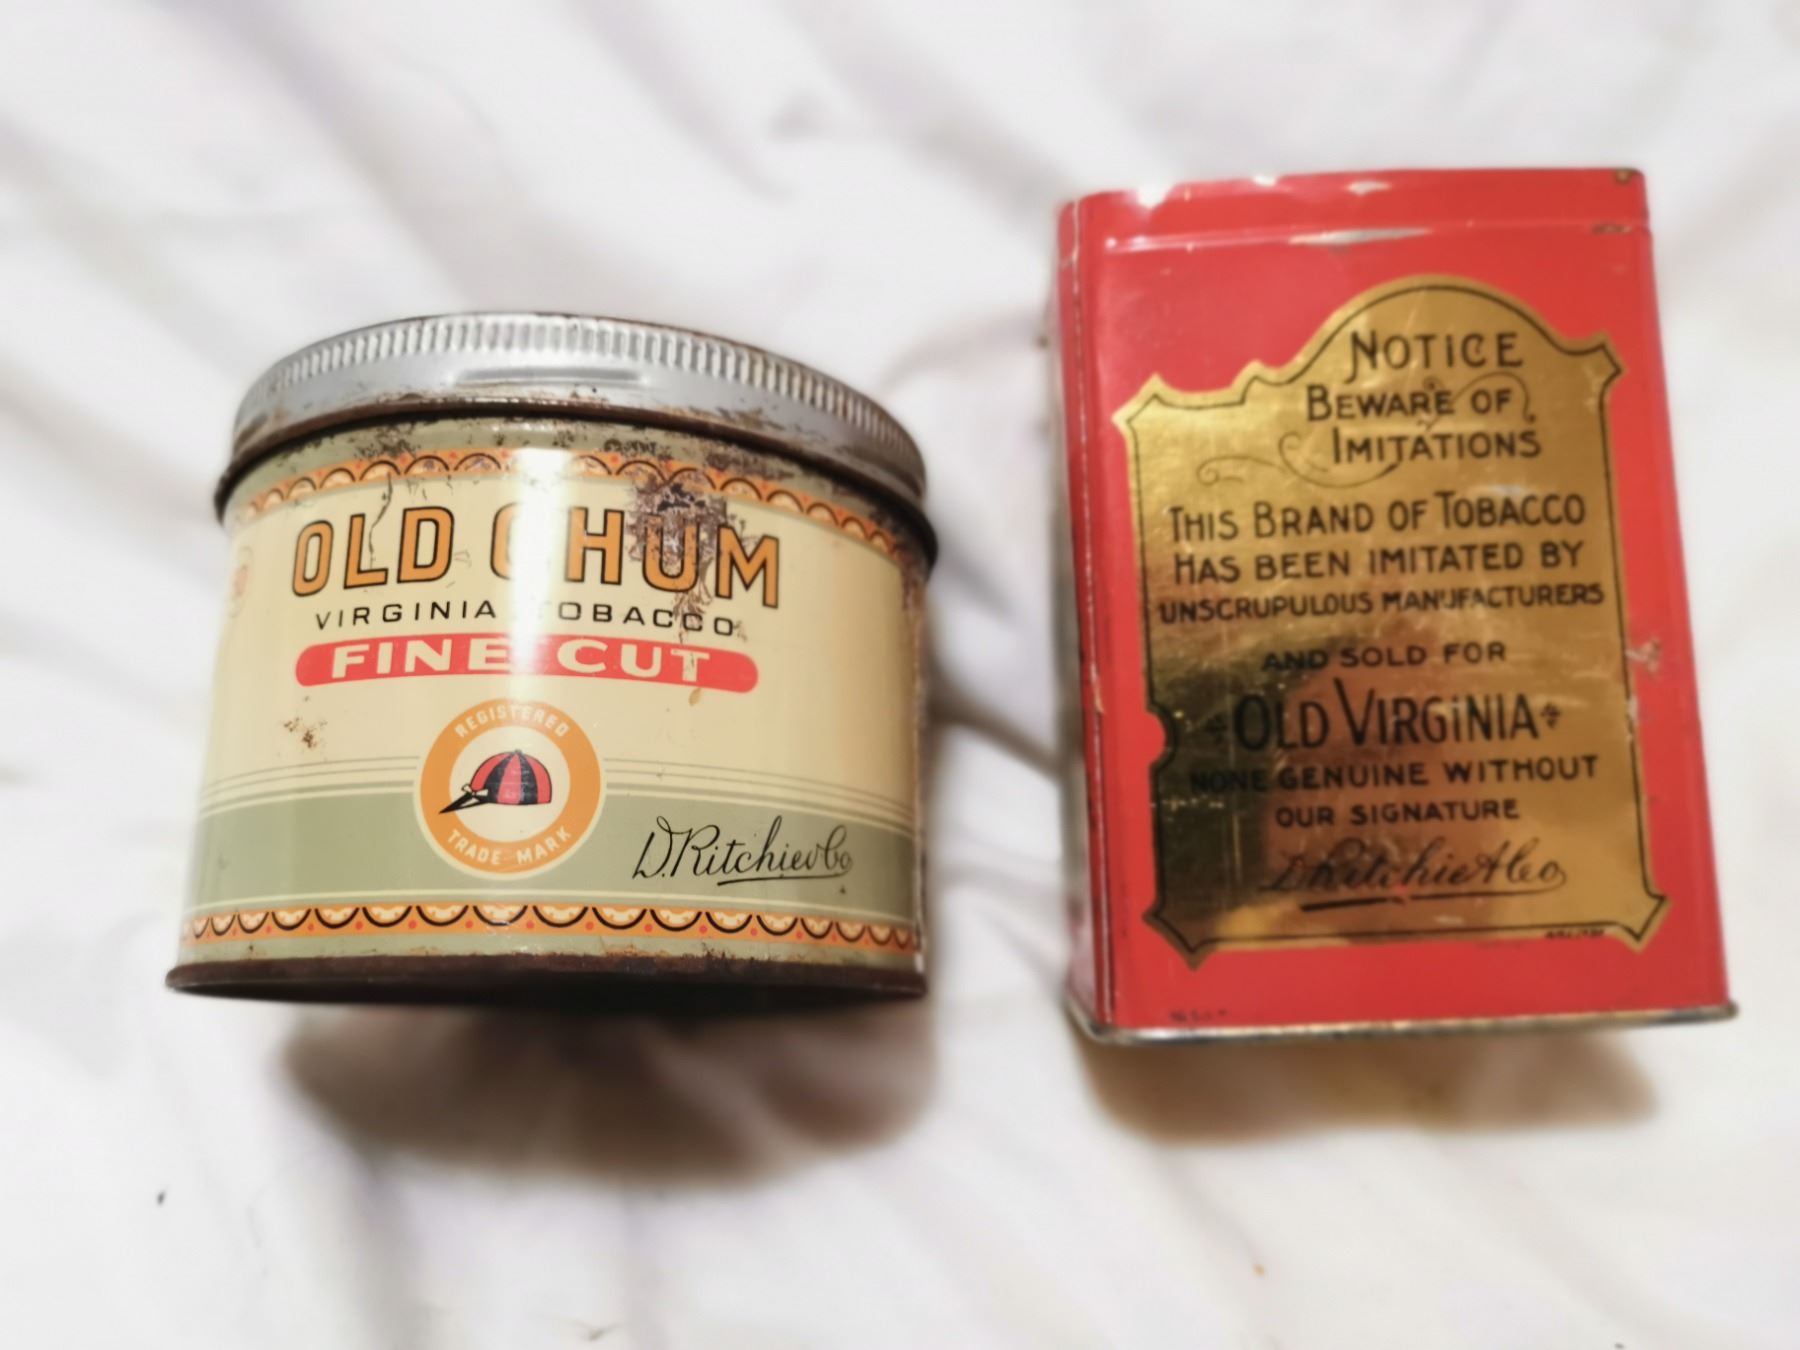 OLD CHUM
VIRGINIA TOBACCO
FINE CUT
REGISTERED
TRADE MARK
D. Ritchie & Co
NOTICE
BEWARE OF
IMITATIONS
THIS BRAND OF TOBACCO
HAS BEEN IMITATED BY
UNSCRUPULOUS MANUFACTURERS
AND SOLD FOR
OLD VIRGINIA
NONE GENUINE WITHOUT
OUR SIGNATURE
D Ritchie & Co